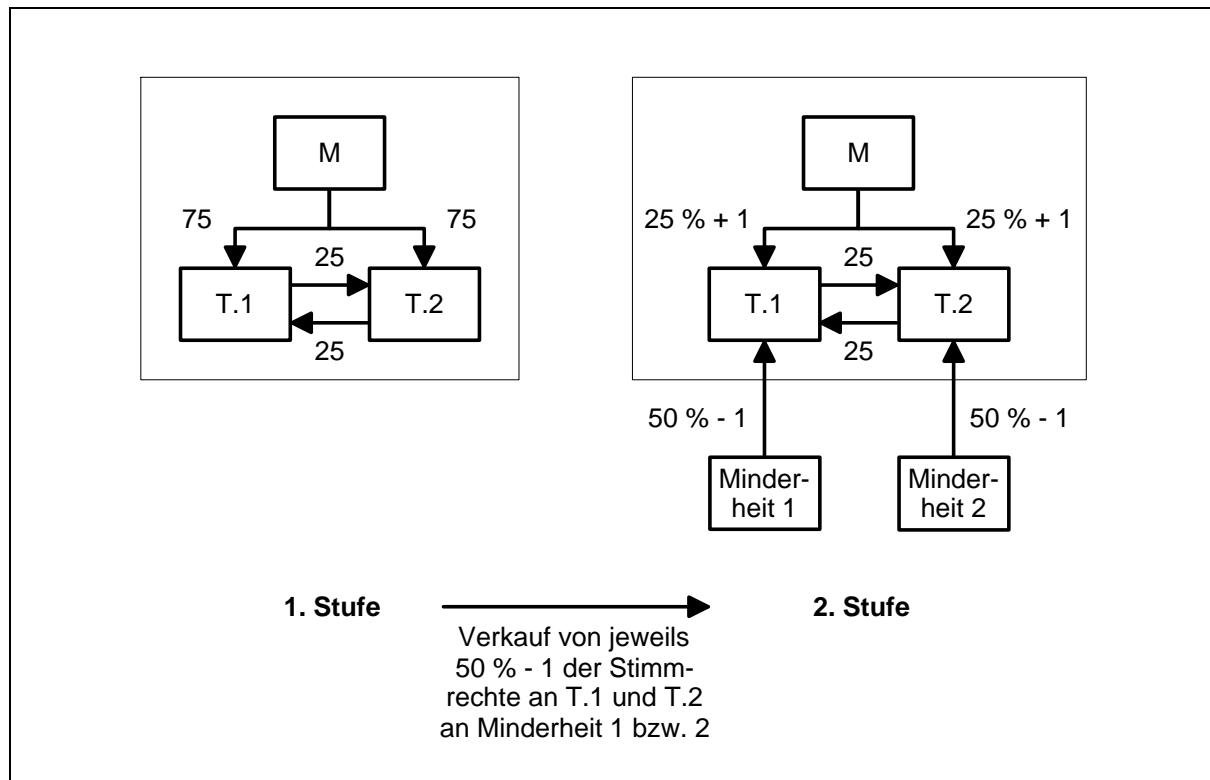 M
75
75
25
T.1
T.2
25
M
25 % + 1
25 % + 1
25
T.1
T.2
25
50 % - 1
50 % - 1
Minder-
heit 1
Minder-
heit 2
1. Stufe
2. Stufe
Verkauf von jeweils
50 % - 1 der Stimm-
rechte an T.1 und T.2
an Minderheit 1 bzw. 2